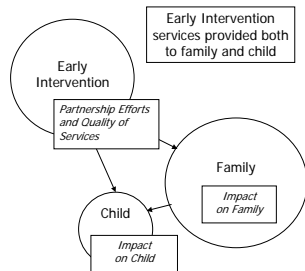 Early Intervention
services provided both
to family and child
Early
Intervention
Partnership Efforts
and Quality of
Services
Family
Impact
on Family
Child
Impact
on Child